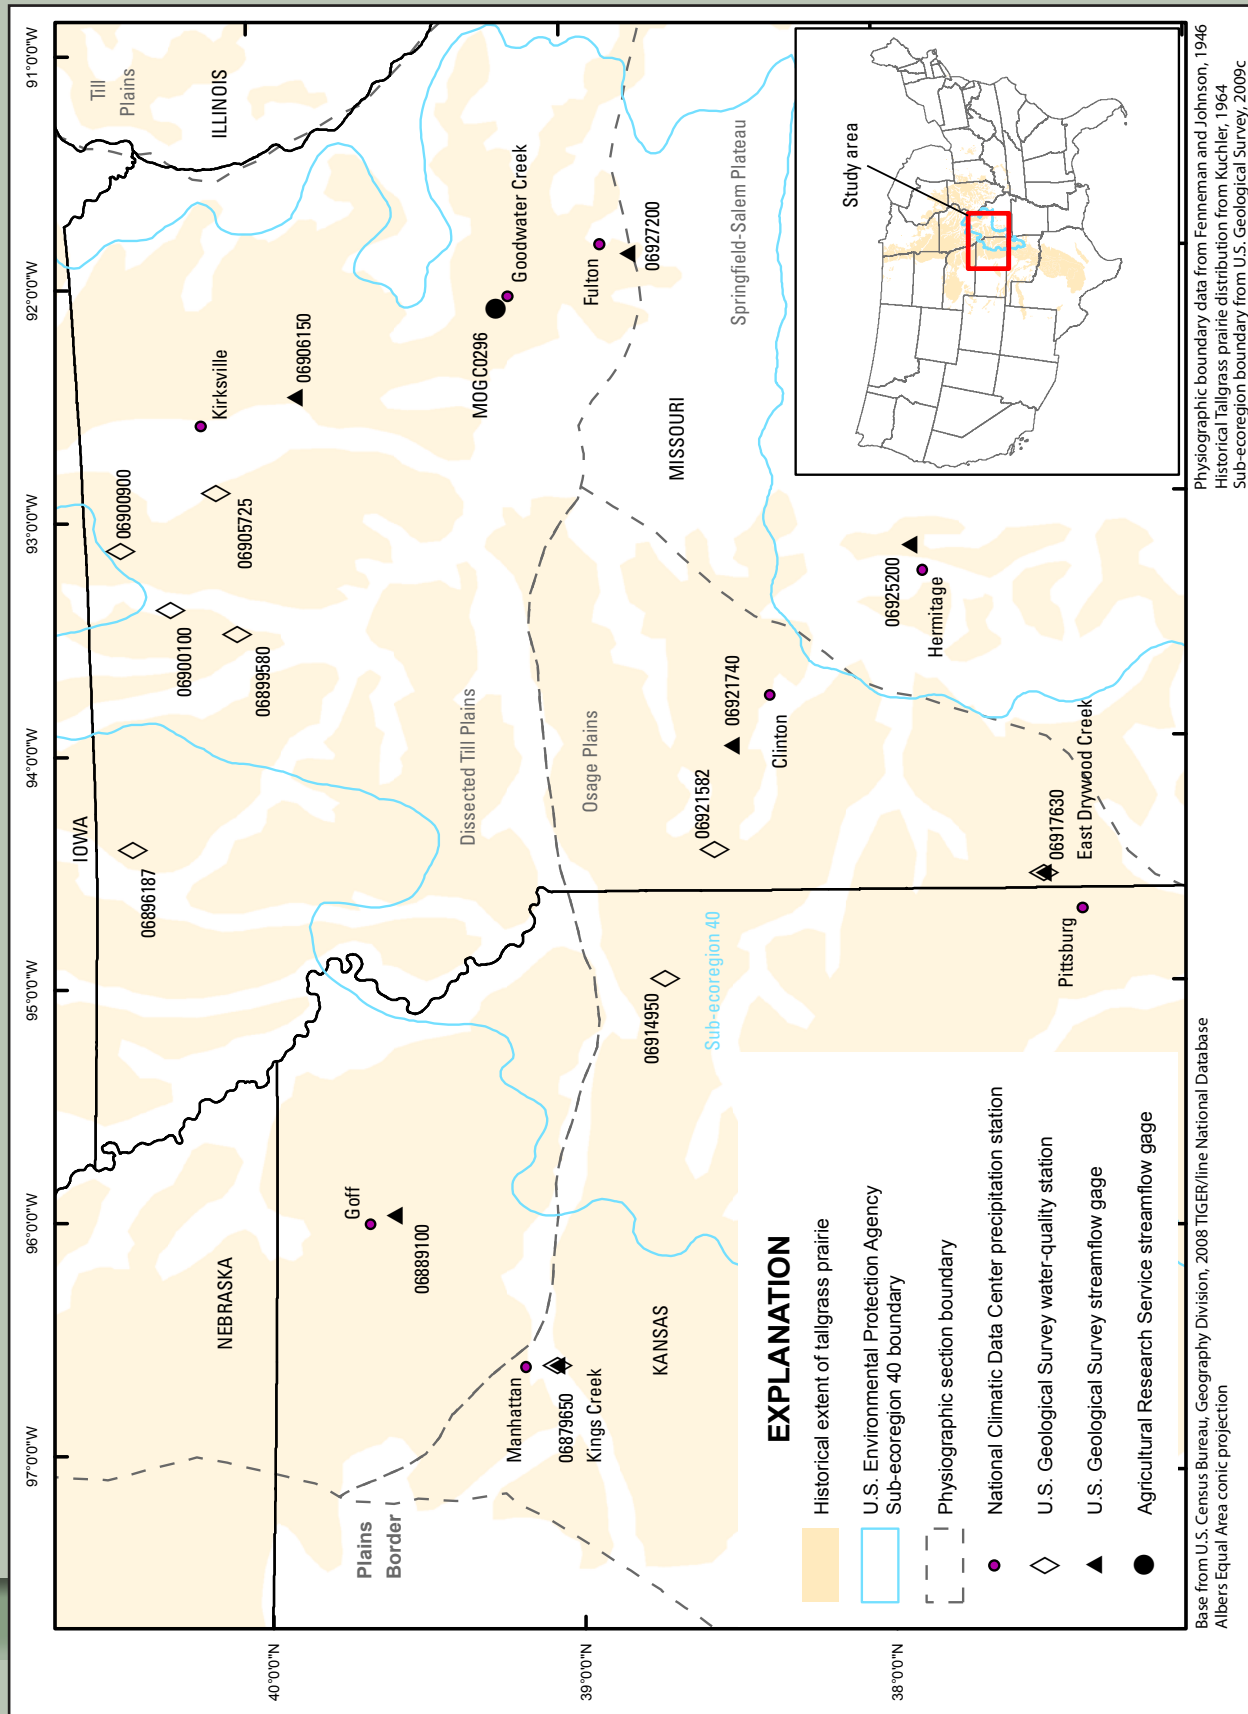 97°0'0"W
96°0'0"W
95°0'0"W
94°0'0"W
93°0'0"W
92°0'0"W
91°0'0"W
40°0'0"N
39°0'0"N
38°0'0"N
IOWA
NEBRASKA
ILLINOIS
Till
Plains
06896187
06900900
06900100
06899580
06905725
Kirksville
06906150
Goff
06889100
Plains
Border
Dissected Till Plains
MOGC0296
Goodwater Creek
Manhattan
06879650
Kings Creek
KANSAS
Osage Plains
Fulton
06927200
MISSOURI
Springfield-Salem Plateau
06914950
Sub-ecoregion 40
06921582
06921740
Clinton
06925200
Hermitage
06917630
East Drywood Creek
Pittsburg
Study area
EXPLANATION
Historical extent of tallgrass prairie
U.S. Environmental Protection Agency
Sub-ecoregion 40 boundary
Physiographic section boundary
National Climatic Data Center precipitation station
U.S. Geological Survey water-quality station
U.S. Geological Survey streamflow gage
Agricultural Research Service streamflow gage
Base from U.S. Census Bureau, Geography Division, 2008 TIGER/line National Database
Albers Equal Area conic projection
Physiographic boundary data from Fenneman and Johnson, 1946
Historical Tallgrass prairie distribution from Kuchler, 1964
Sub-ecoregion boundary from U.S. Geological Survey, 2009c